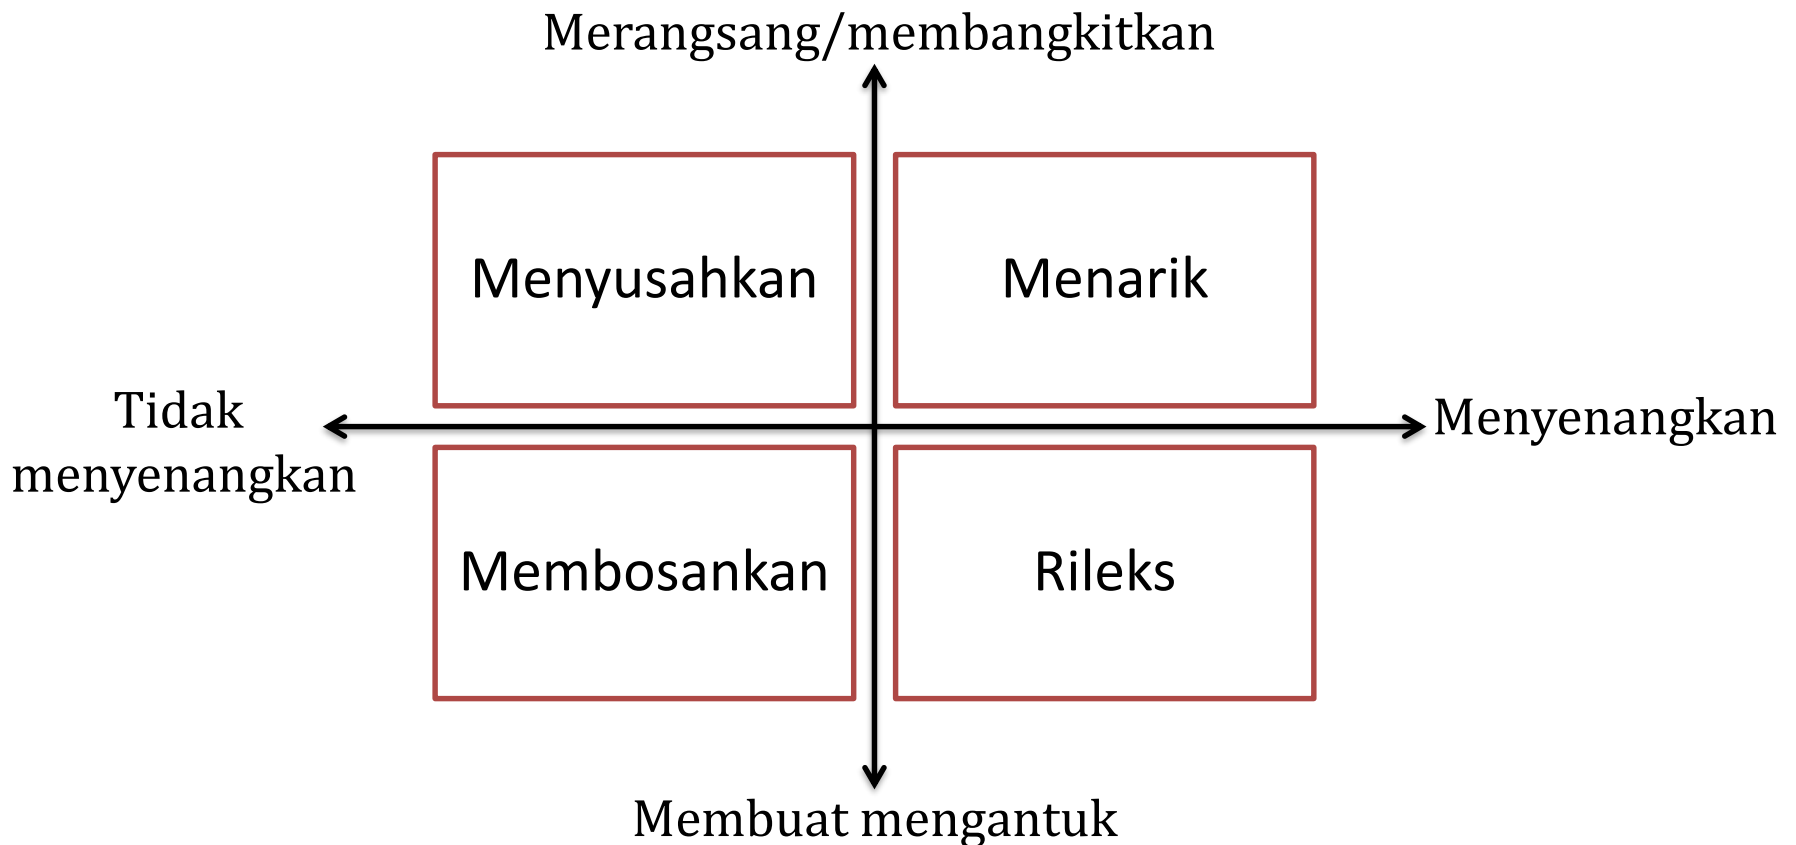 Merangsang/membangkitkan
Menyusahkan
Menarik
Tidak
menyenangkan
Menyenangkan
Membosankan
Rileks
Membuat mengantuk